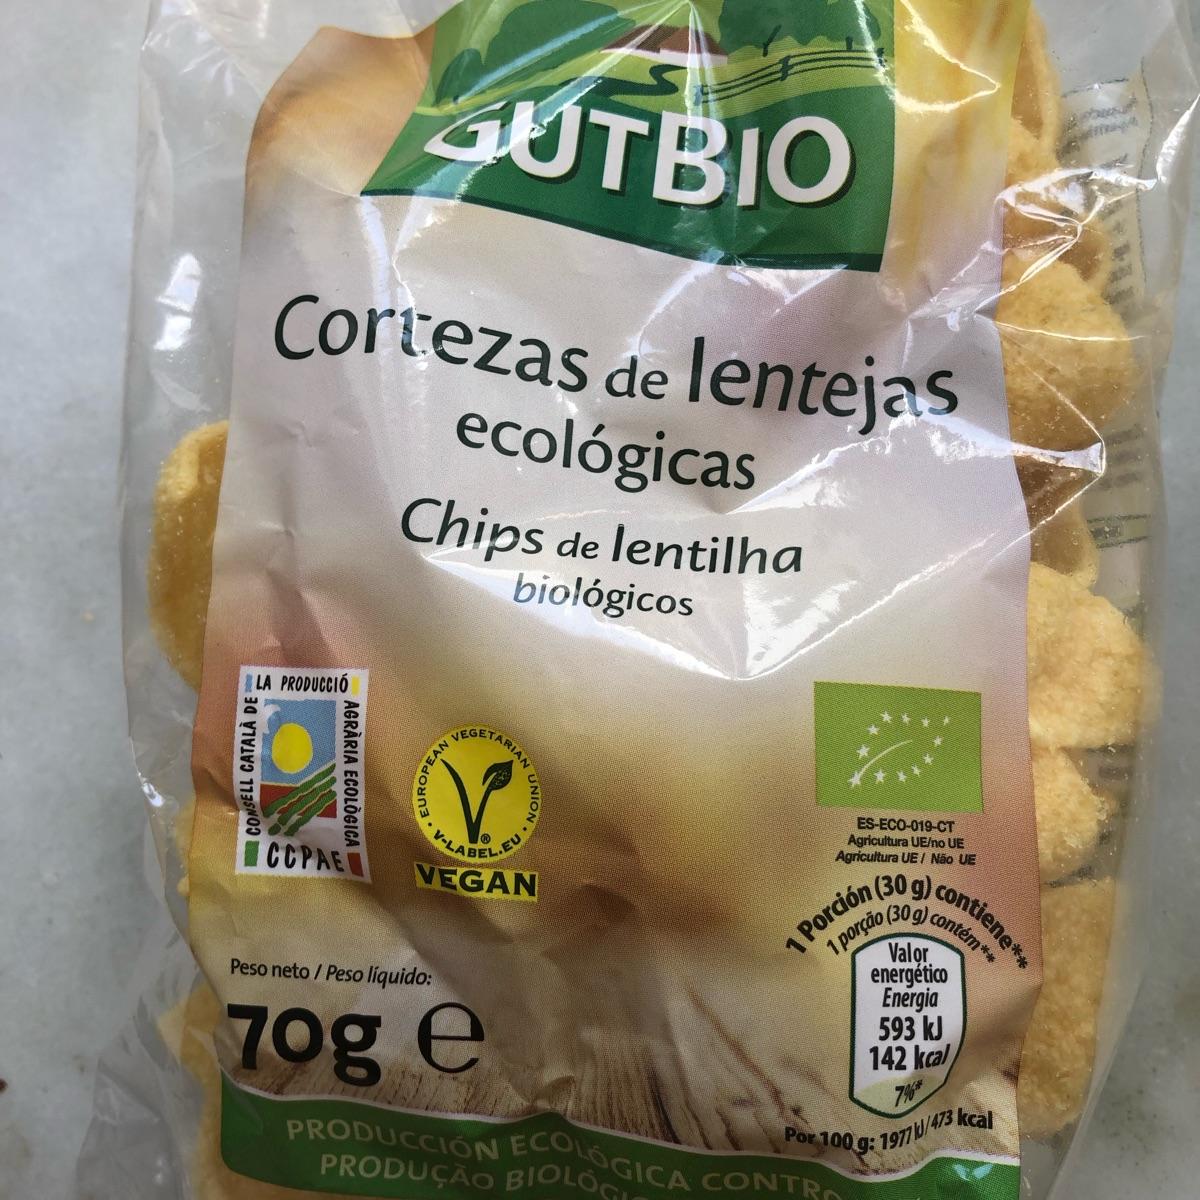 GUTBIO
Cortezas de lentejas
ecológicas
Chips de lentilha
biológicos
CONSELL CATALÀ DE LA PRODUCCIÓ AGRÀRIA ECOLÒGICA
CCPAE
EUROPEAN VEGETARIAN UNION
V-LABEL.EU
®
VEGAN
ES-ECO-019-CT
Agricultura UE/no UE
Agricultura UE / Não UE
1 Porción (30 g) contiene**
1 porção (30 g) contém**
Valor
energético
Energia
593 kJ
142 kcal
7%*
Por 100 g: 1977 kJ/473 kcal
Peso neto / Peso líquido:
70g e
PRODUCCIÓN ECOLÓGICA CONTRO
PRODUÇÃO BIOLÓGIC